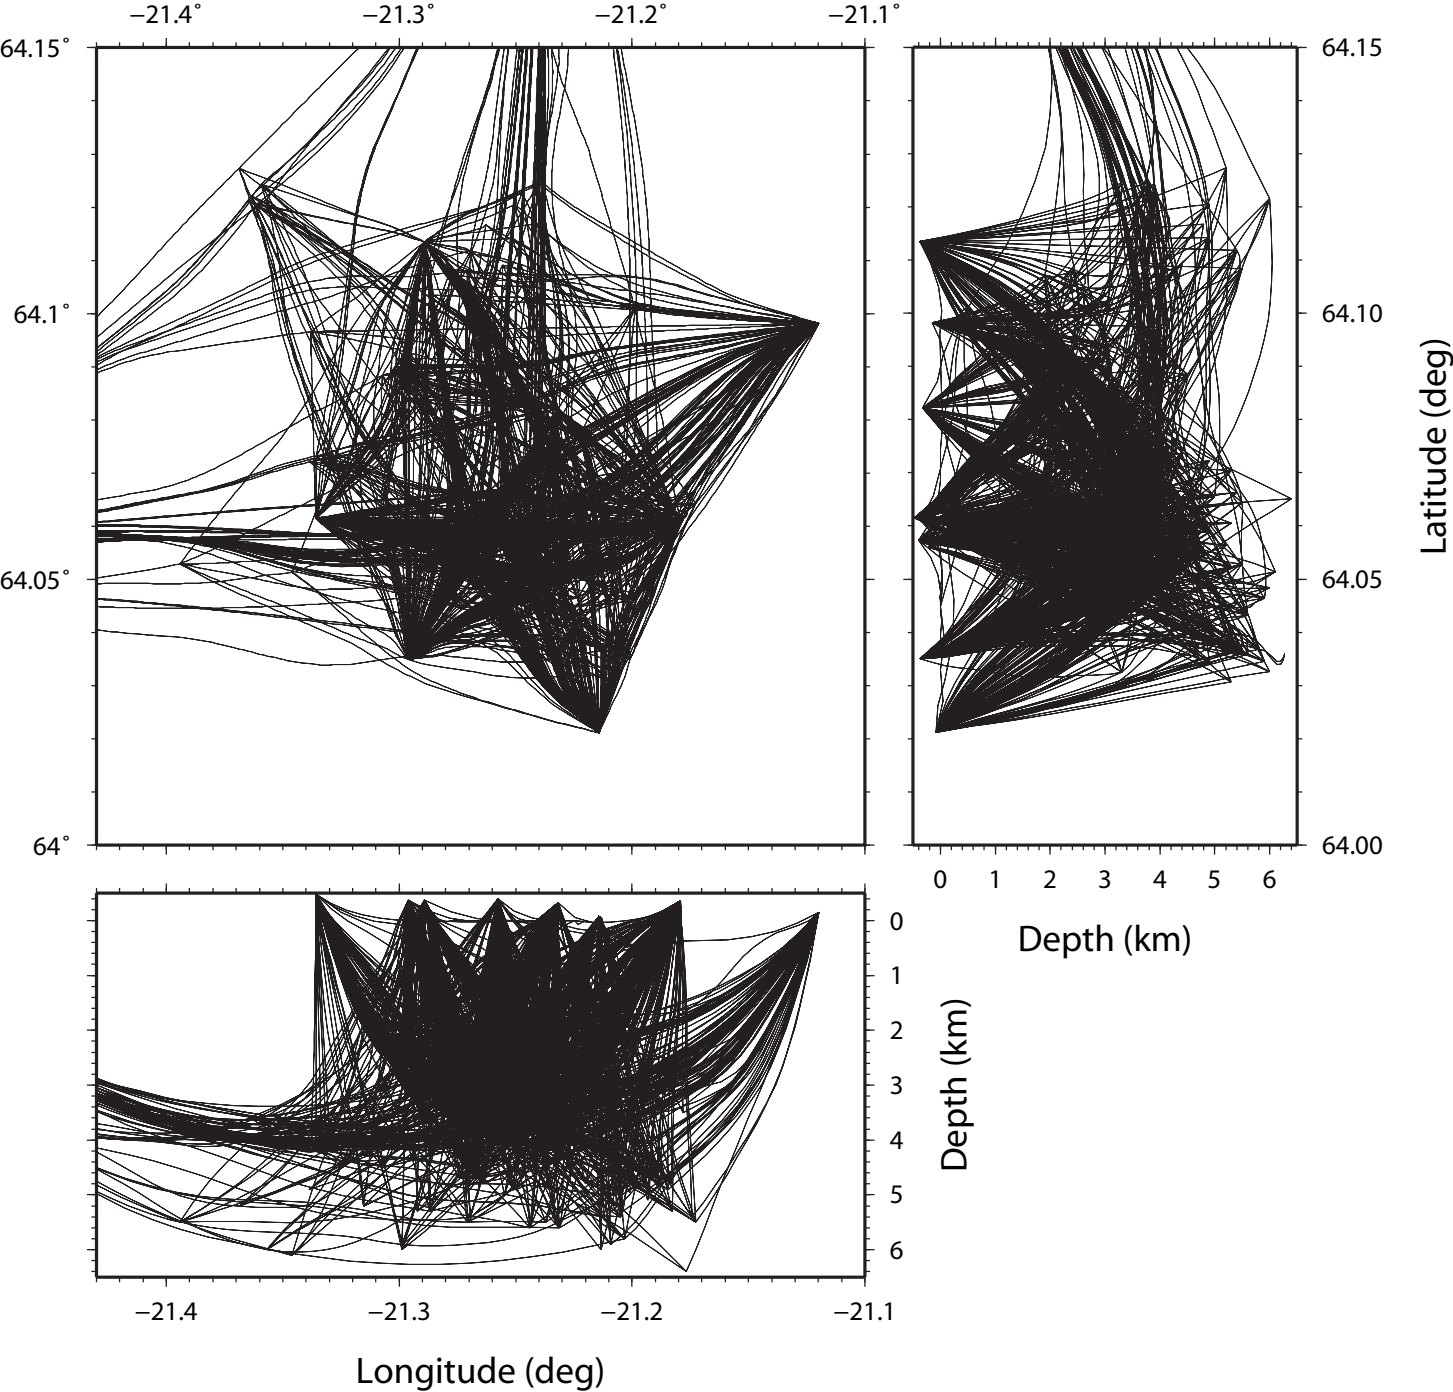 −21.4˚ −21.3˚ −21.2˚ −21.1˚
64.15˚ 64.15
64.1˚ 64.10
Latitude (deg)
64.05˚ 64.05
64˚ 64.00
0 1 2 3 4 5 6
Depth (km)
0
1
2
3
4
5
6
Depth (km)
−21.4 −21.3 −21.2 −21.1
Longitude (deg)